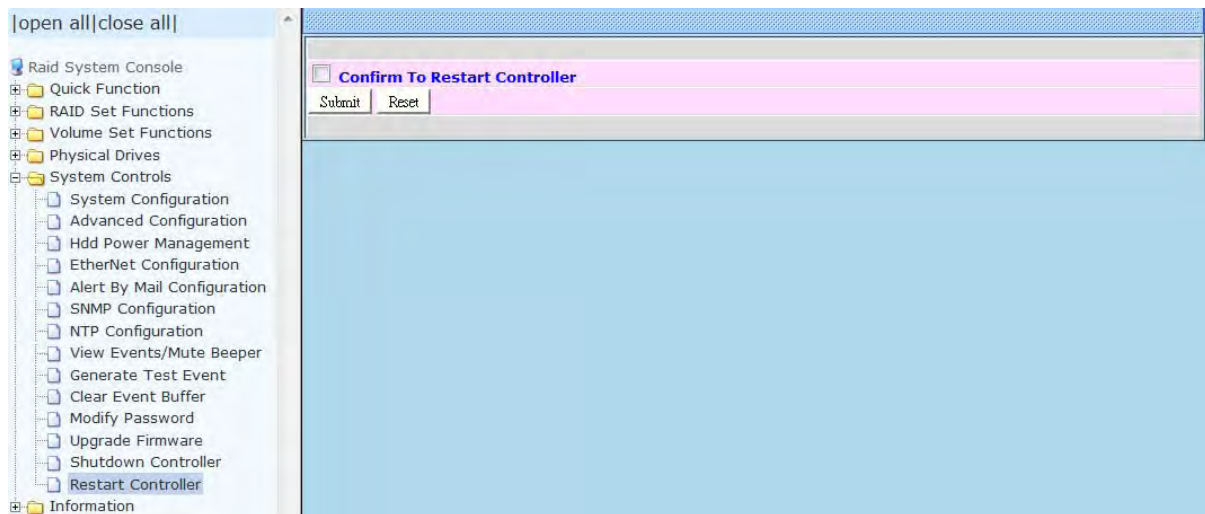 |open all|close all|
Raid System Console
Quick Function
RAID Set Functions
Volume Set Functions
Physical Drives
System Controls
System Configuration
Advanced Configuration
Hdd Power Management
EtherNet Configuration
Alert By Mail Configuration
SNMP Configuration
NTP Configuration
View Events/Mute Beeper
Generate Test Event
Clear Event Buffer
Modify Password
Upgrade Firmware
Shutdown Controller
Restart Controller
Information
Confirm To Restart Controller
Submit Reset